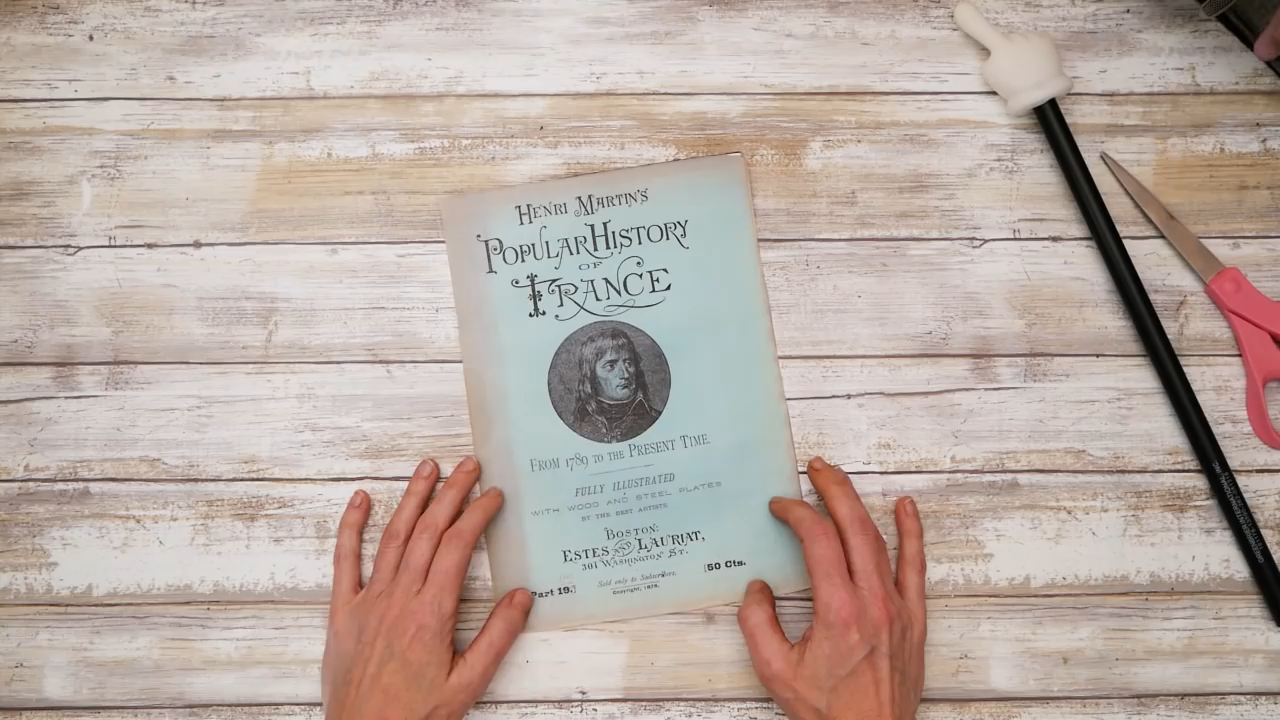 HENRI MARTIN'S
POPULAR HISTORY
OF
FRANCE
FROM 1789 TO THE PRESENT TIME.
FULLY ILLUSTRATED
WITH WOOD AND STEEL PLATES
BY THE BEST ARTISTS
BOSTON:
ESTES AND LAURIAT,
301 WASHINGTON ST.
Part 19.]
Sold only to Subscribers.
[50 Cts.